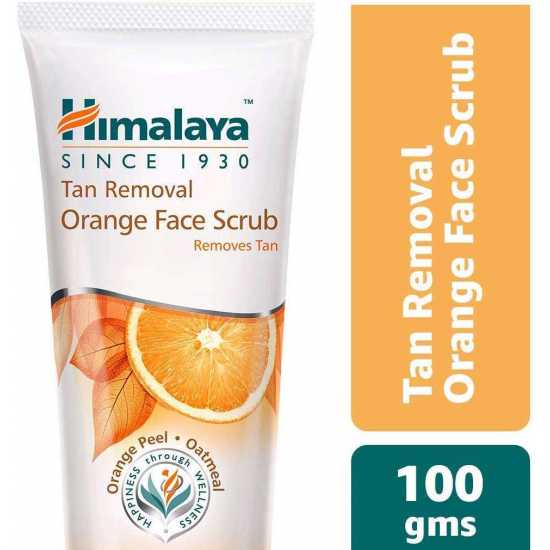 Himalaya™
SINCE 1930
Tan Removal
Orange Face Scrub
Removes Tan
Orange Peel • Oatmeal
HAPPINESS through WELLNESS
Tan Removal
Orange Face Scrub
100
gms